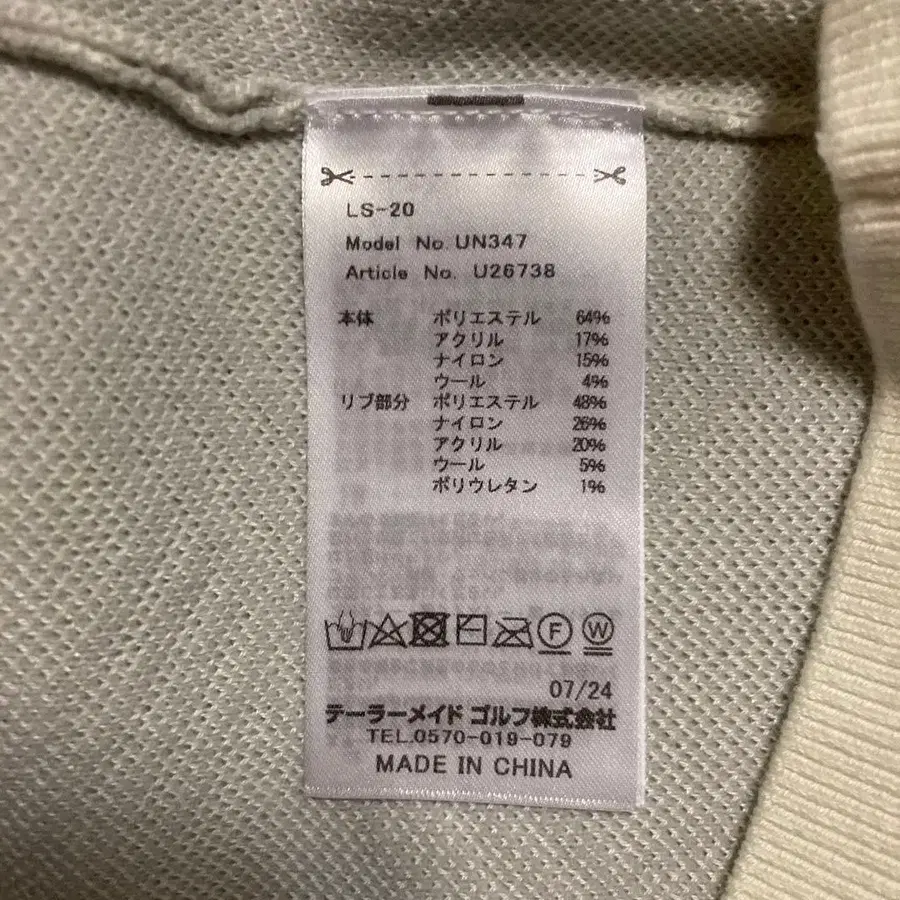 LS-20
Model No. UN347
Article No. U26738
本体 ポリエステル 64%
アクリル 17%
ナイロン 15%
ウール 4%
リブ部分 ポリエステル 48%
ナイロン 26%
アクリル 20%
ウール 5%
ポリウレタン 1%
F W
07/24
テーラーメイド ゴルフ株式会社
TEL.0570-019-079
MADE IN CHINA